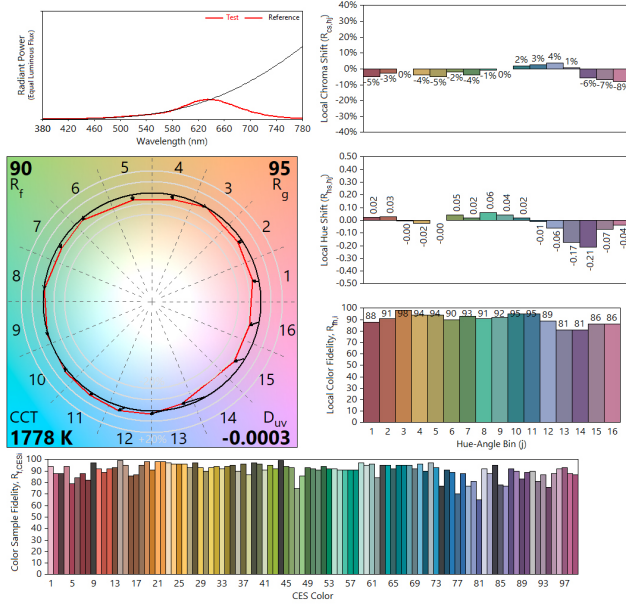 Radiant Power
(Equal Luminous Flux)
Test Reference
380 420 460 500 540 580 620 660 700 740 780
Wavelength (nm)
Local Chroma Shift (Rcs,hj)
40%
30%
20%
10%
0%
-10%
-20%
-30%
-40%
-5% -3% 0% -4% -5% -2% -4% -1% 0% 2% 3% 4% 1% -6% -7% -8%
90
Rf
95
Rg
5 4
6 3
7 2
8 1
9 16
10 15
11 12 13 14
+20%
CCT
1778 K
Duv
-0.0003
Local Hue Shift (Rhs,hj)
0.50
0.40
0.30
0.20
0.10
0.00
-0.10
-0.20
-0.30
-0.40
-0.50
0.02 0.03 -0.00 -0.02 -0.00 0.05 0.02 0.06 0.04 0.02 -0.01 -0.06 -0.17 -0.21 -0.07 -0.04
Local Color Fidelity, Rfh,i
100
90
80
70
60
50
40
30
20
10
0
88 91 98 94 94 90 93 91 92 95 95 89 81 81 86 86
1 2 3 4 5 6 7 8 9 10 11 12 13 14 15 16
Hue-Angle Bin (j)
Color Sample Fidelity, Rf,CESi
100
90
80
70
60
50
40
30
20
10
0
1 5 9 13 17 21 25 29 33 37 41 45 49 53 57 61 65 69 73 77 81 85 89 93 97
CES Color